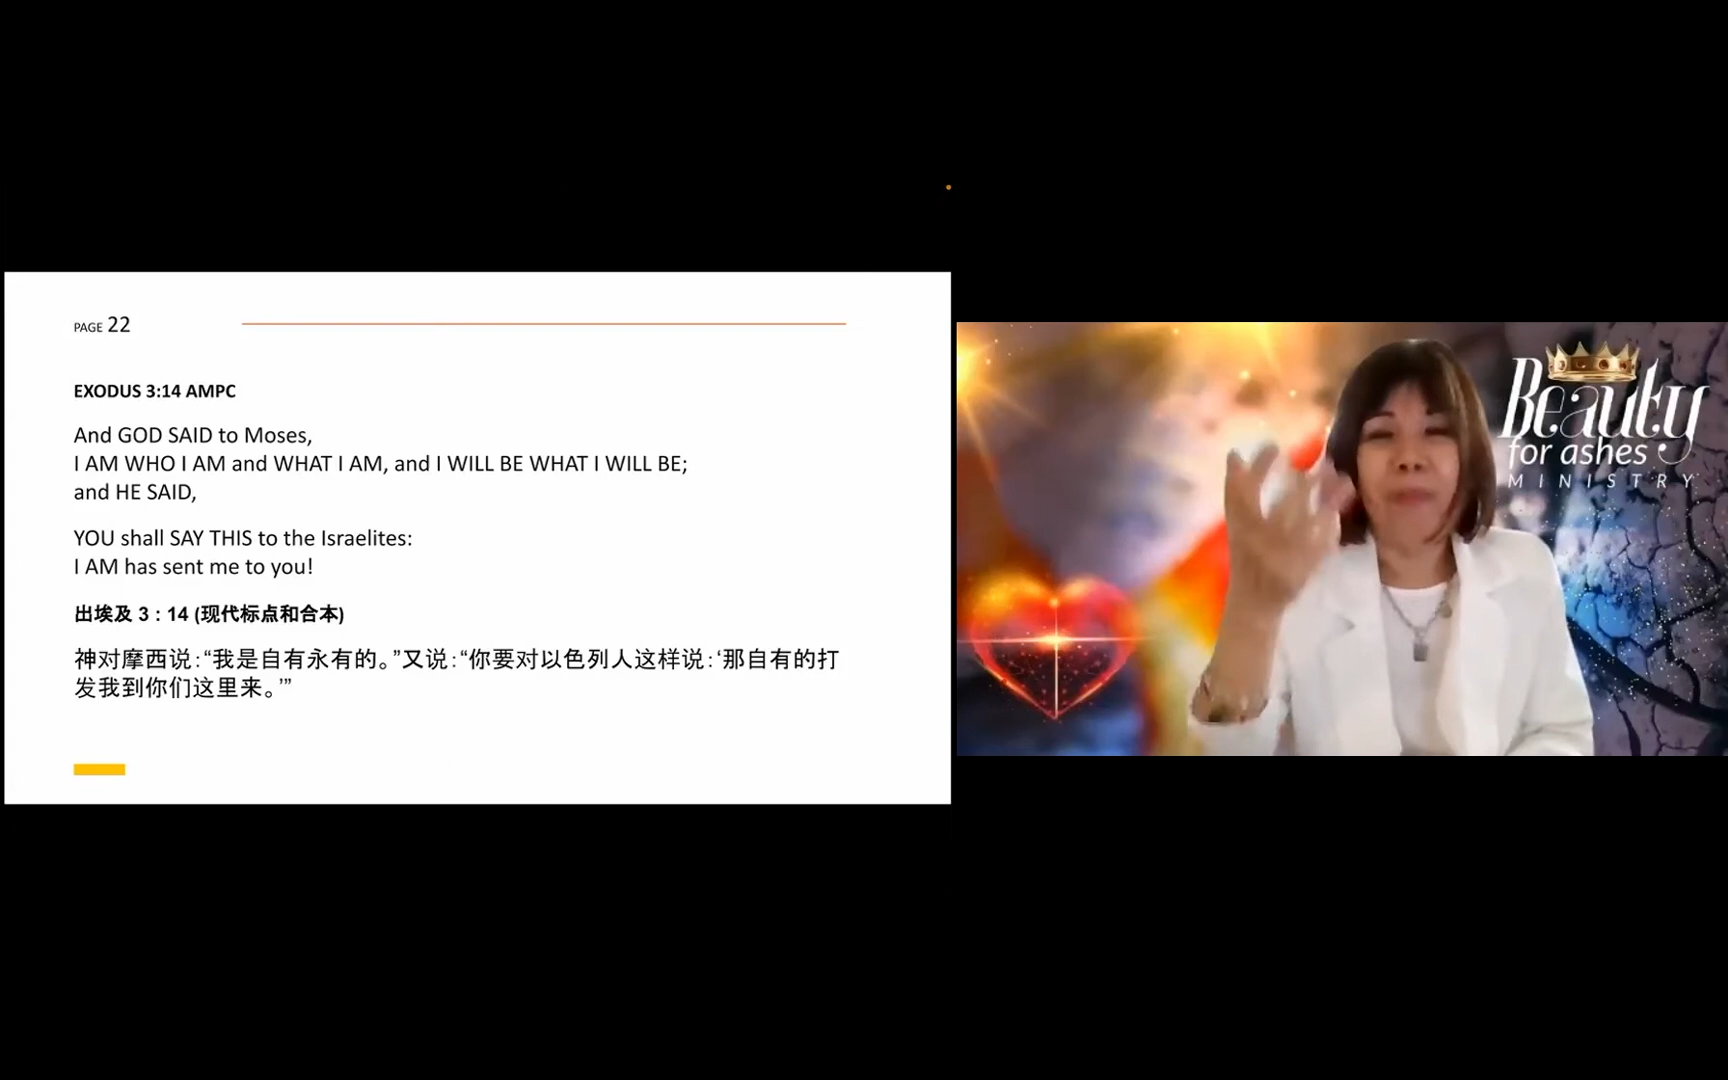 PAGE 22
EXODUS 3:14 AMPC
And GOD SAID to Moses,
I AM WHO I AM and WHAT I AM, and I WILL BE WHAT I WILL BE;
and HE SAID,
YOU shall SAY THIS to the Israelites:
I AM has sent me to you!
出埃及 3 : 14 (现代标点和合本)
神对摩西说：“我是自有永有的。”又说：“你要对以色列人这样说：‘那自有的打
发我到你们这里来。’”
Beauty
for ashes
MINISTRY